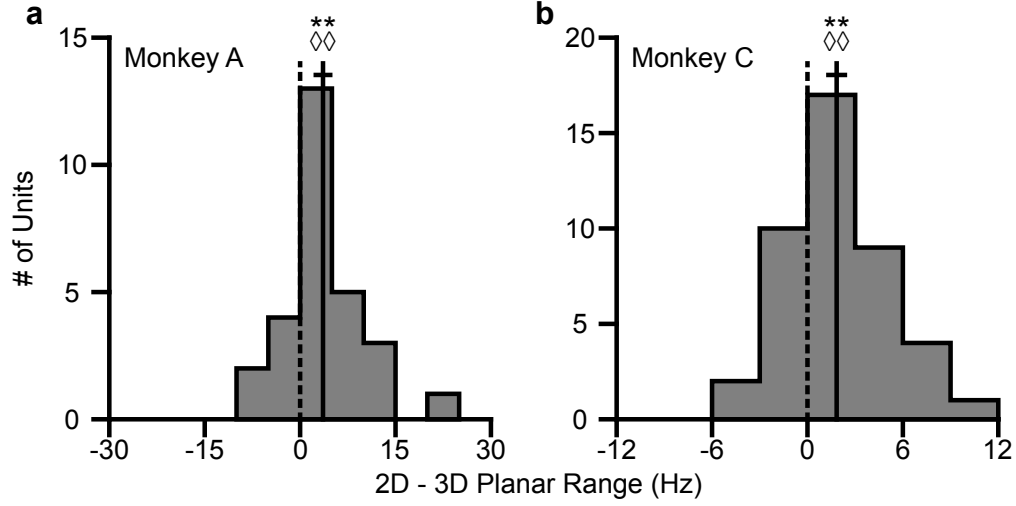 a
**
◊◊
Monkey A
15
10
5
0
-30 -15 0 15 30
# of Units
b
**
◊◊
Monkey C
20
15
10
5
0
-12 -6 0 6 12
2D - 3D Planar Range (Hz)